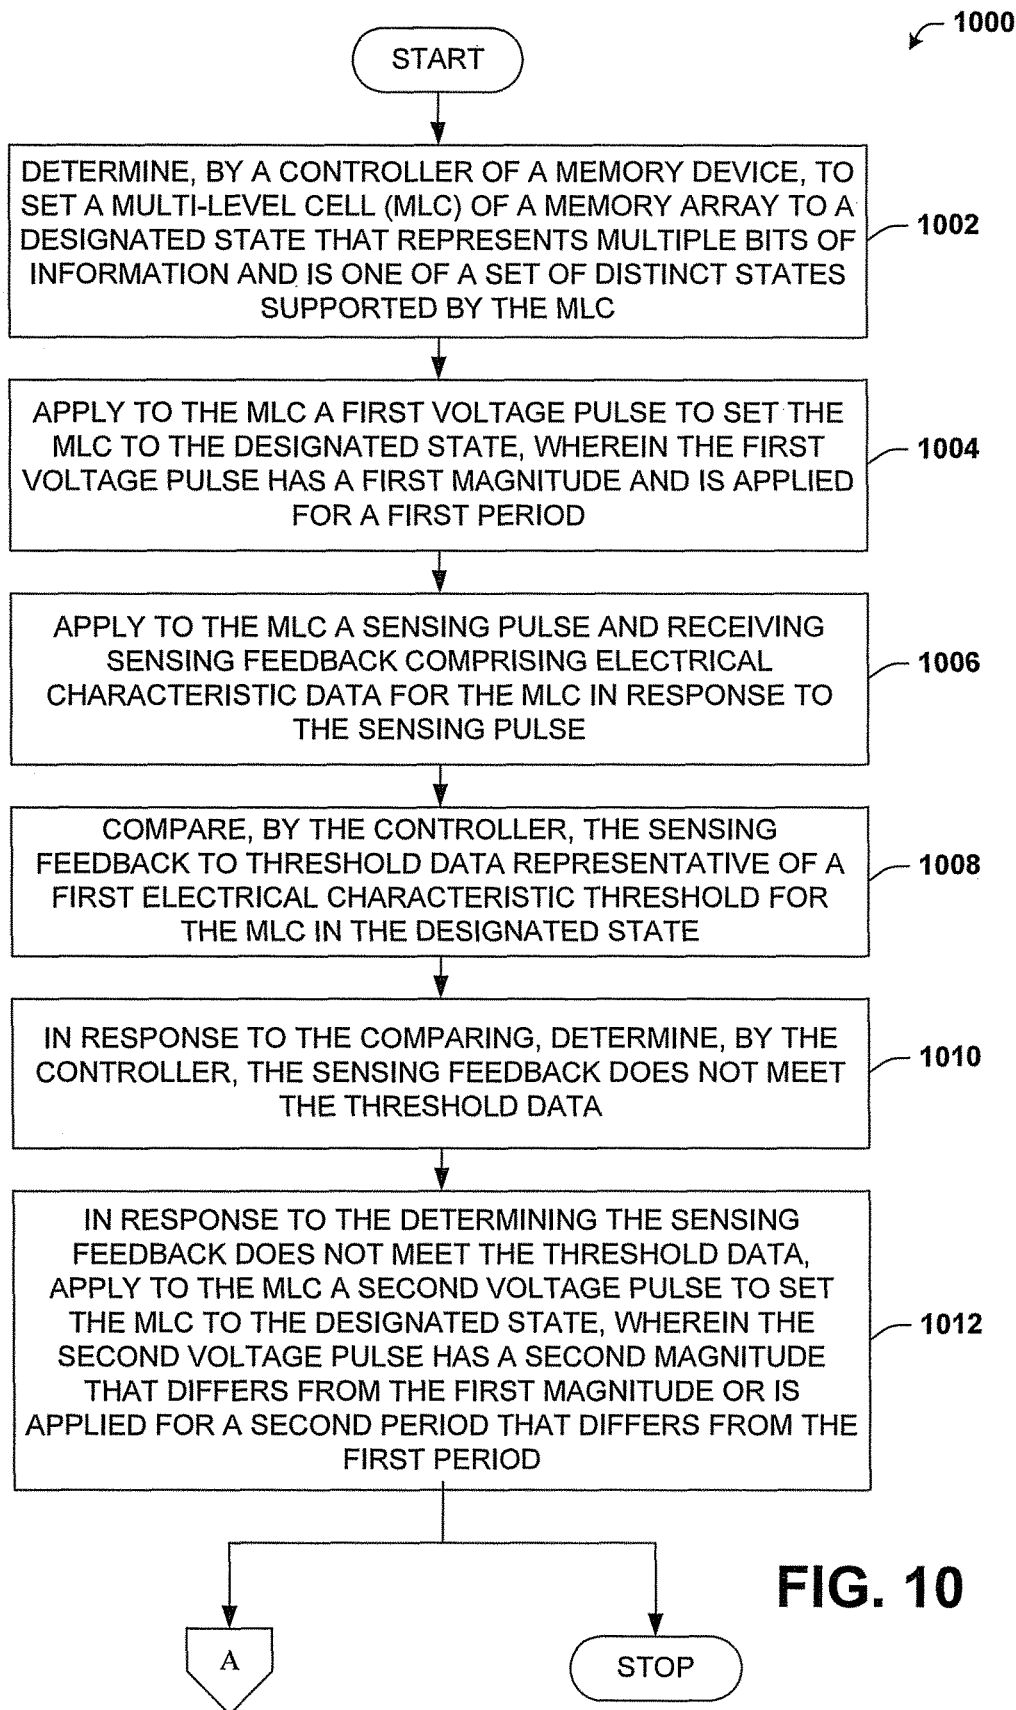 1000
START
DETERMINE, BY A CONTROLLER OF A MEMORY DEVICE, TO
SET A MULTI-LEVEL CELL (MLC) OF A MEMORY ARRAY TO A
DESIGNATED STATE THAT REPRESENTS MULTIPLE BITS OF
INFORMATION AND IS ONE OF A SET OF DISTINCT STATES
SUPPORTED BY THE MLC
1002
APPLY TO THE MLC A FIRST VOLTAGE PULSE TO SET THE
MLC TO THE DESIGNATED STATE, WHEREIN THE FIRST
VOLTAGE PULSE HAS A FIRST MAGNITUDE AND IS APPLIED
FOR A FIRST PERIOD
1004
APPLY TO THE MLC A SENSING PULSE AND RECEIVING
SENSING FEEDBACK COMPRISING ELECTRICAL
CHARACTERISTIC DATA FOR THE MLC IN RESPONSE TO
THE SENSING PULSE
1006
COMPARE, BY THE CONTROLLER, THE SENSING
FEEDBACK TO THRESHOLD DATA REPRESENTATIVE OF A
FIRST ELECTRICAL CHARACTERISTIC THRESHOLD FOR
THE MLC IN THE DESIGNATED STATE
1008
IN RESPONSE TO THE COMPARING, DETERMINE, BY THE
CONTROLLER, THE SENSING FEEDBACK DOES NOT MEET
THE THRESHOLD DATA
1010
IN RESPONSE TO THE DETERMINING THE SENSING
FEEDBACK DOES NOT MEET THE THRESHOLD DATA,
APPLY TO THE MLC A SECOND VOLTAGE PULSE TO SET
THE MLC TO THE DESIGNATED STATE, WHEREIN THE
SECOND VOLTAGE PULSE HAS A SECOND MAGNITUDE
THAT DIFFERS FROM THE FIRST MAGNITUDE OR IS
APPLIED FOR A SECOND PERIOD THAT DIFFERS FROM THE
FIRST PERIOD
1012
FIG. 10
A
STOP